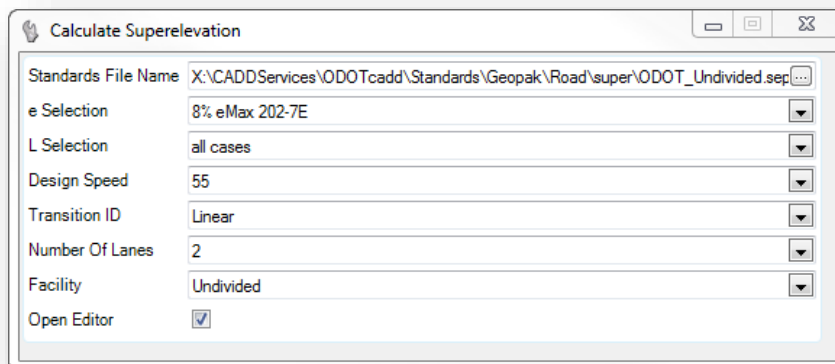 Calculate Superelevation
Standards File Name X:\CADDServices\ODOTcadd\Standards\Geopak\Road\super\ODOT_Undivided.sep ...
e Selection 8% eMax 202-7E
L Selection all cases
Design Speed 55
Transition ID Linear
Number Of Lanes 2
Facility Undivided
Open Editor